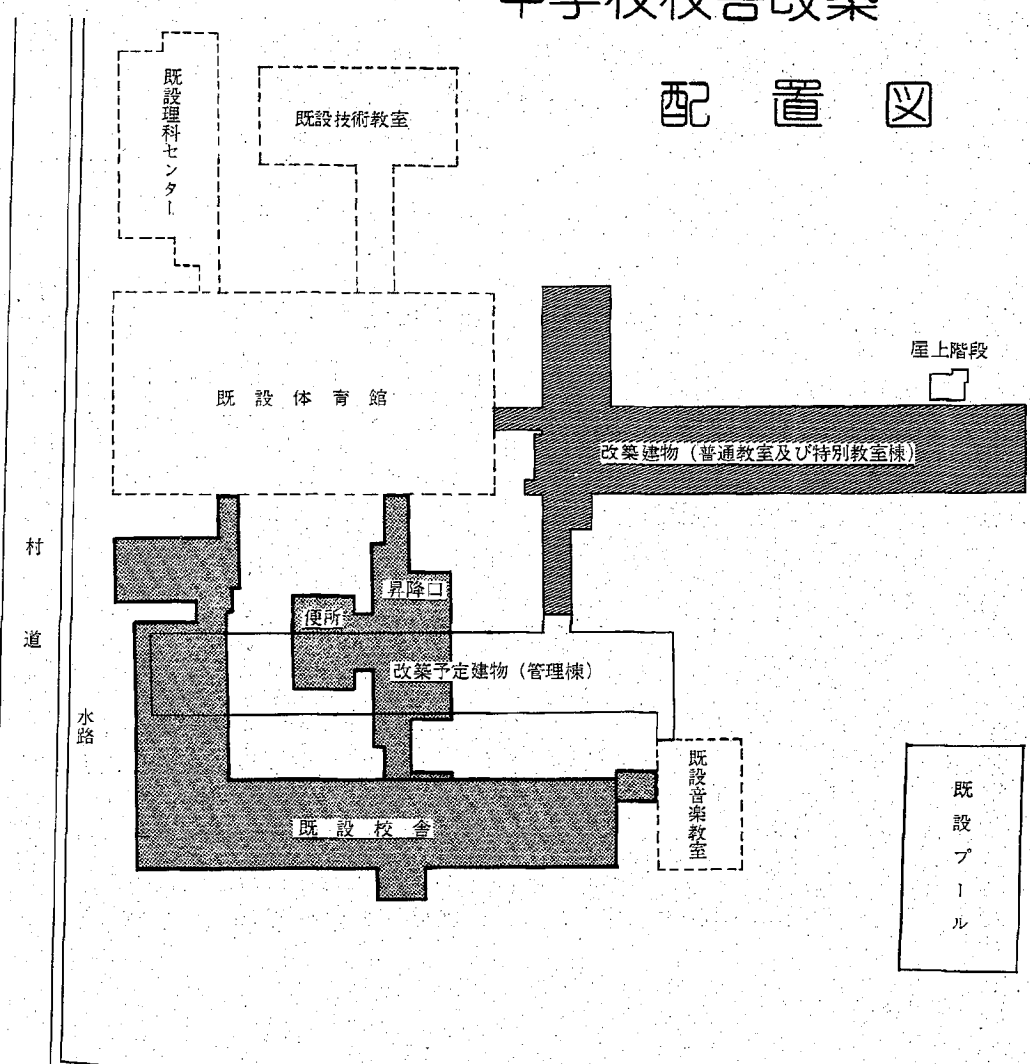 中学校校舎改築
配置図
既設理科センター
既設技術教室
屋上階段
既設体育館
改築建物（普通教室及び特別教室棟）
村道
昇降口
便所
改築予定建物（管理棟）
水路
既設音楽教室
既設プール
既設校舎